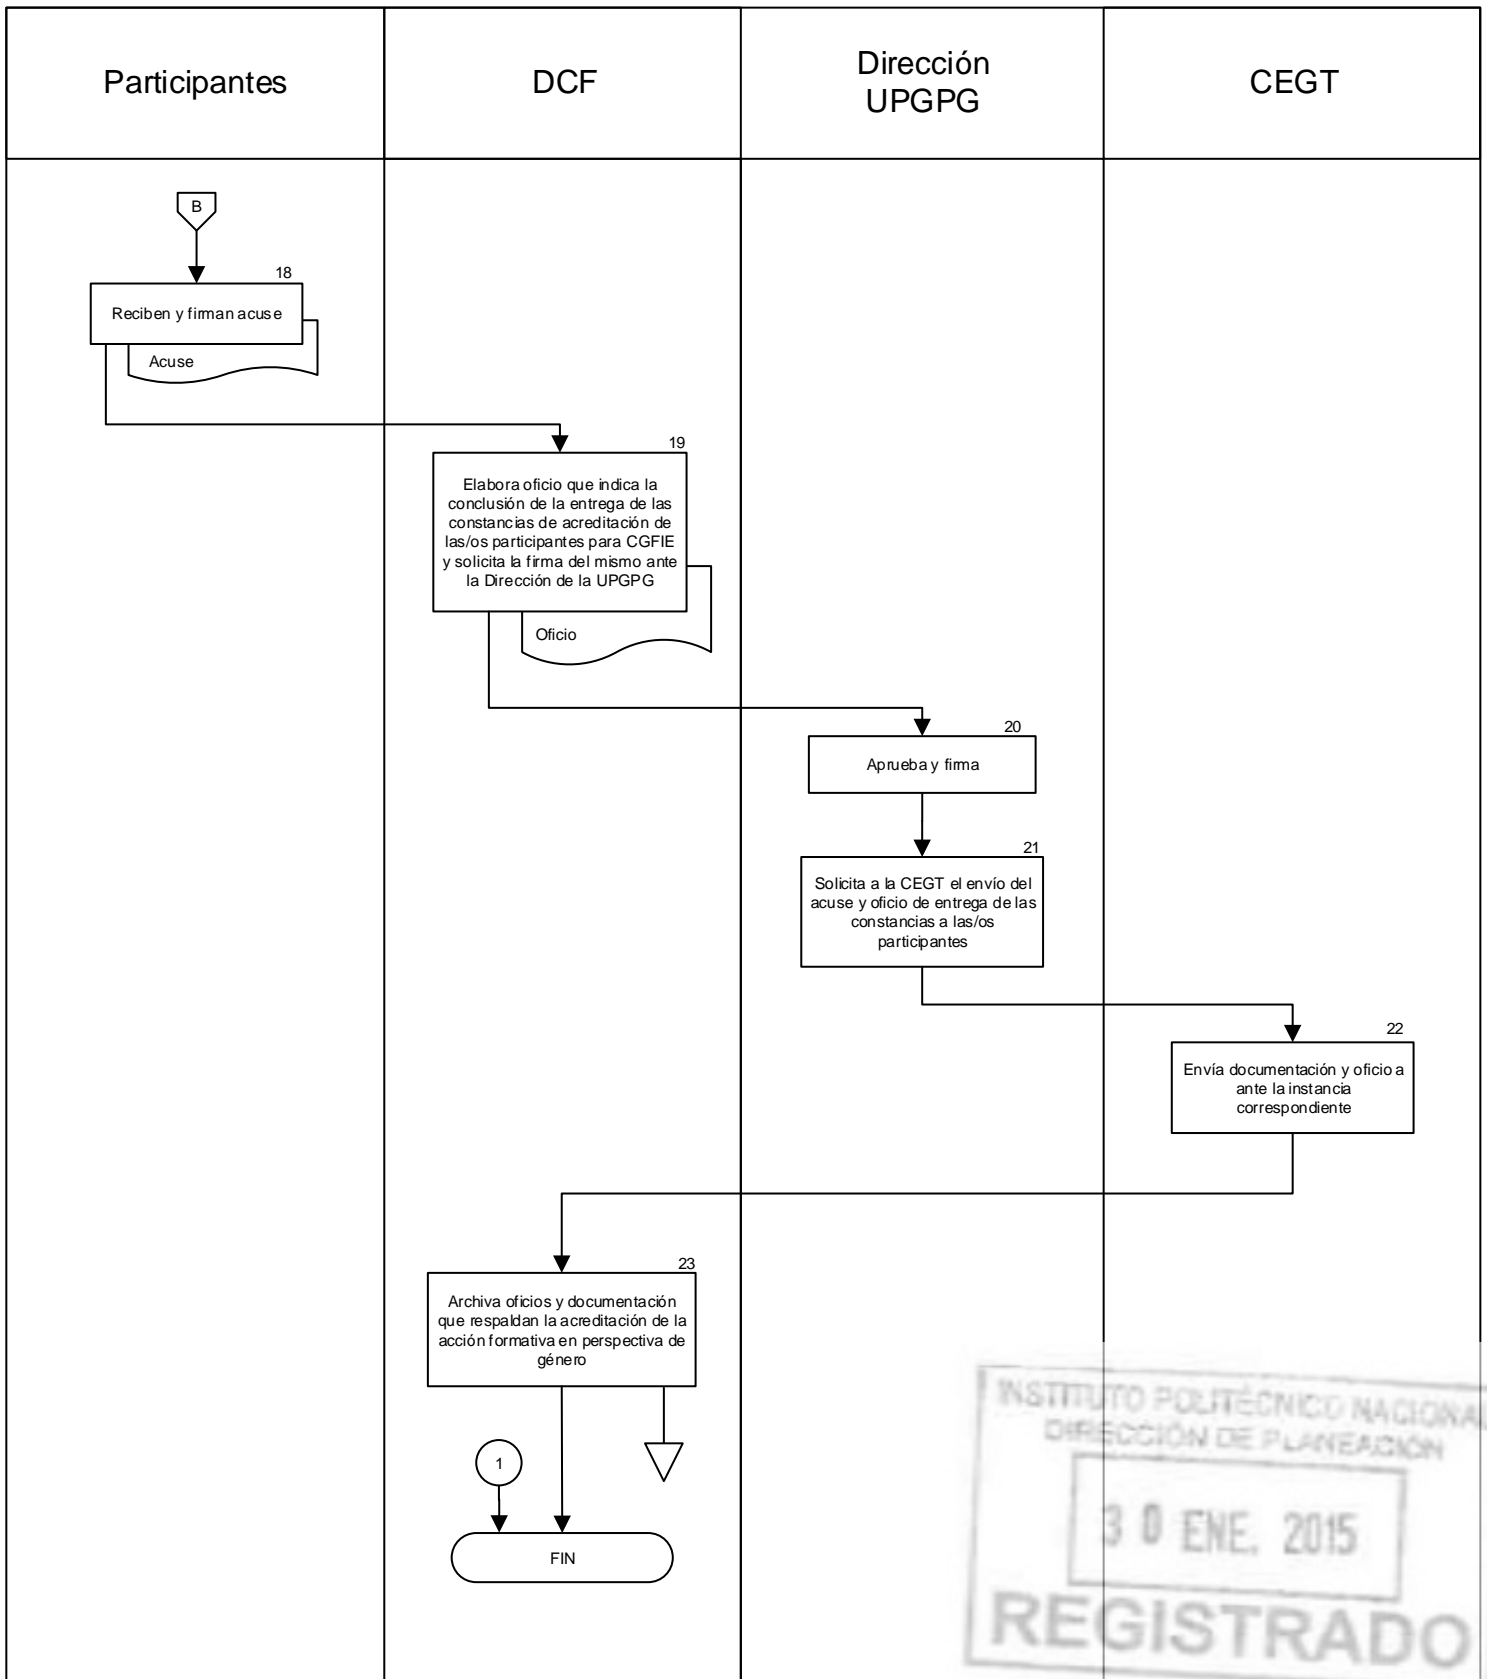 Participantes
DCF
Dirección
UPGPG
CEGT
B
18
Reciben y firman acuse
Acuse
19
Elabora oficio que indica la
conclusión de la entrega de las
constancias de acreditación de
las/os participantes para CGFIE
y solicita la firma del mismo ante
la Dirección de la UPGPG
Oficio
20
Aprueba y firma
21
Solicita a la CEGT el envío del
acuse y oficio de entrega de las
constancias a las/os
participantes
22
Envía documentación y oficio a
ante la instancia
correspondiente
23
Archiva oficios y documentación
que respaldan la acreditación de la
acción formativa en perspectiva de
género
1
FIN
INSTITUTO POLITÉCNICO NACIONAL
DIRECCIÓN DE PLANEACIÓN
30 ENE. 2015
REGISTRADO